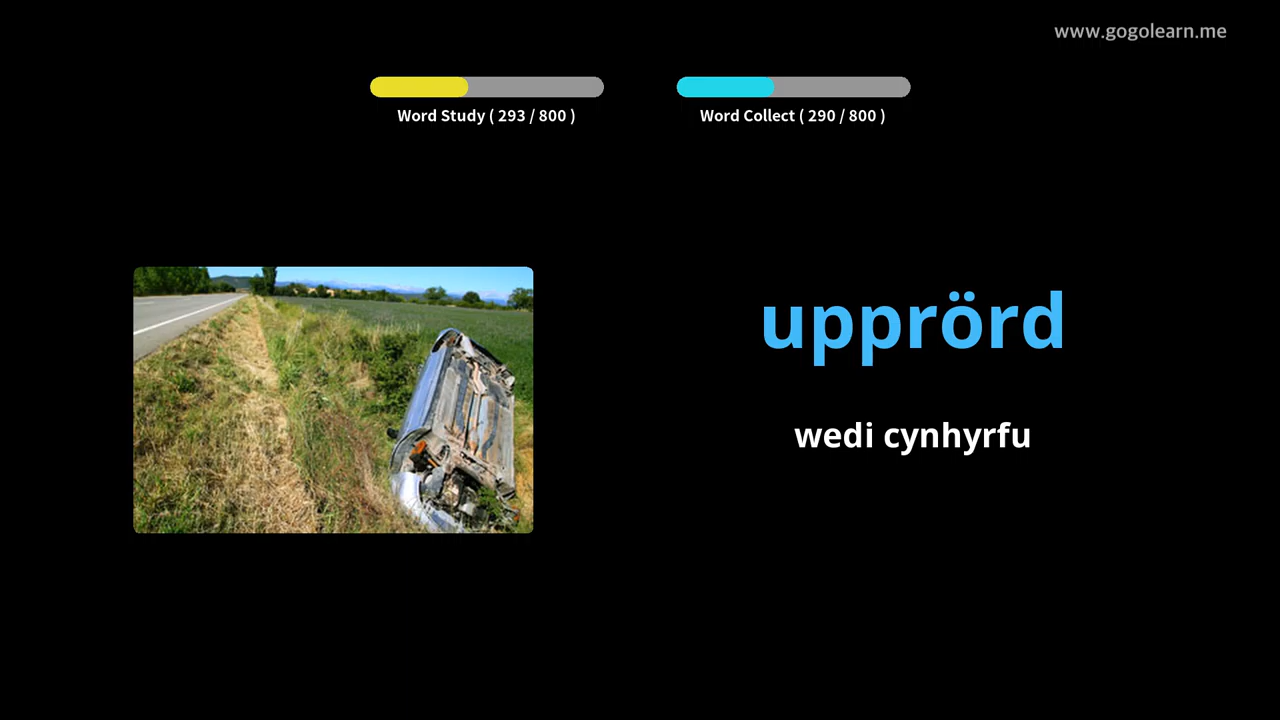 www.gogolearn.me
Word Study ( 293 / 800 )
Word Collect ( 290 / 800 )
upprörd
wedi cynhyrfu